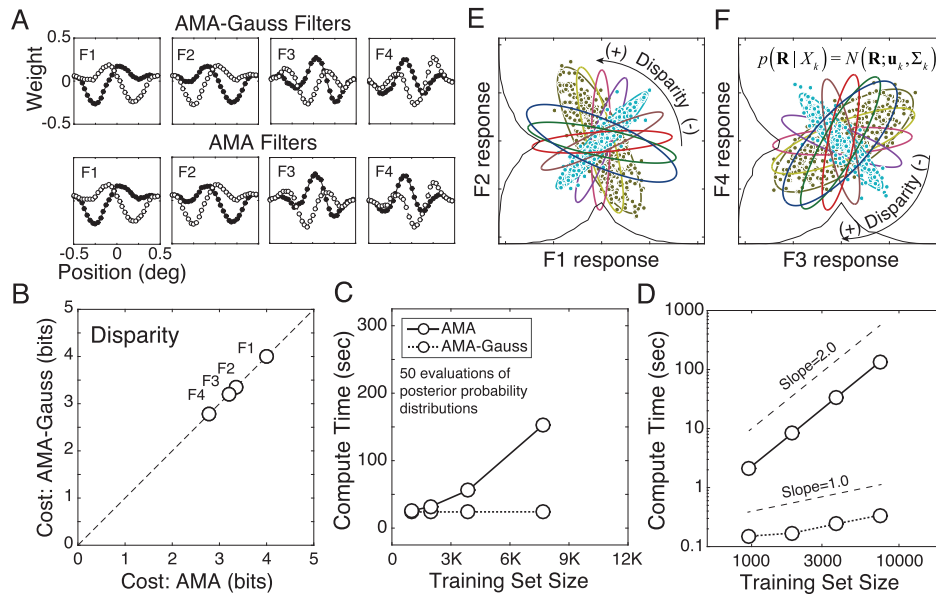 A
AMA-Gauss Filters
Weight
0.5
0
-0.5
F1
F2
F3
F4
AMA Filters
F1
F2
F3
F4
-0.5
0
0.5
Position (deg)
B
Disparity
Cost: AMA-Gauss (bits)
5
4
3
2
1
0
F1
F2
F3
F4
0
1
2
3
4
5
Cost: AMA (bits)
C
Compute Time (sec)
300
200
100
0
AMA
AMA-Gauss
50 evaluations of
posterior probability
distributions
0
3K
6K
9K
12K
Training Set Size
D
Compute Time (sec)
1000
100
10
1
0.1
Slope=2.0
Slope=1.0
1000
3000
10000
Training Set Size
E
F2 response
(+) Disparity (-)
F1 response
F
F4 response
p(R | X_k) = N(R; u_k, Σ_k)
(+) Disparity (-)
F3 response